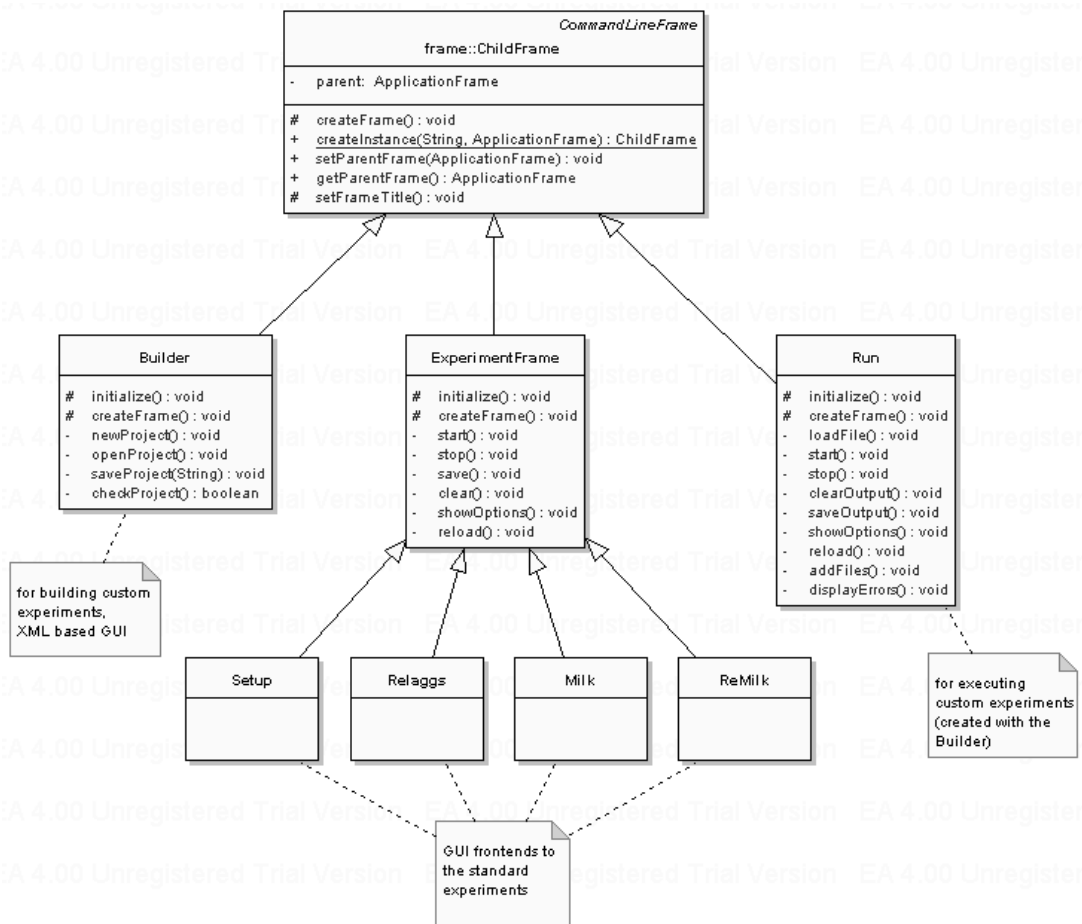 CommandLineFrame
frame::ChildFrame
- parent: ApplicationFrame
# createFrame() : void
+ createInstance(String, ApplicationFrame) : ChildFrame
+ setParentFrame(ApplicationFrame) : void
+ getParentFrame() : ApplicationFrame
# setFrameTitle() : void
Builder
# initialize() : void
# createFrame() : void
- newProject() : void
- openProject() : void
- saveProject(String) : void
- checkProject() : boolean
ExperimentFrame
# initialize() : void
# createFrame() : void
- start() : void
- stop() : void
- save() : void
- clear() : void
- showOptions() : void
- reload() : void
Run
# initialize() : void
# createFrame() : void
- loadFile() : void
- start() : void
- stop() : void
- clearOutput() : void
- saveOutput() : void
- showOptions() : void
- reload() : void
- addFiles() : void
- displayErrors() : void
for building custom
experiments,
XML based GUI
Setup
Relaggs
Milk
ReMilk
for executing
custom experiments
(created with the
Builder)
GUI frontends to
the standard
experiments
EA 4.00 Unregistered Trial Version